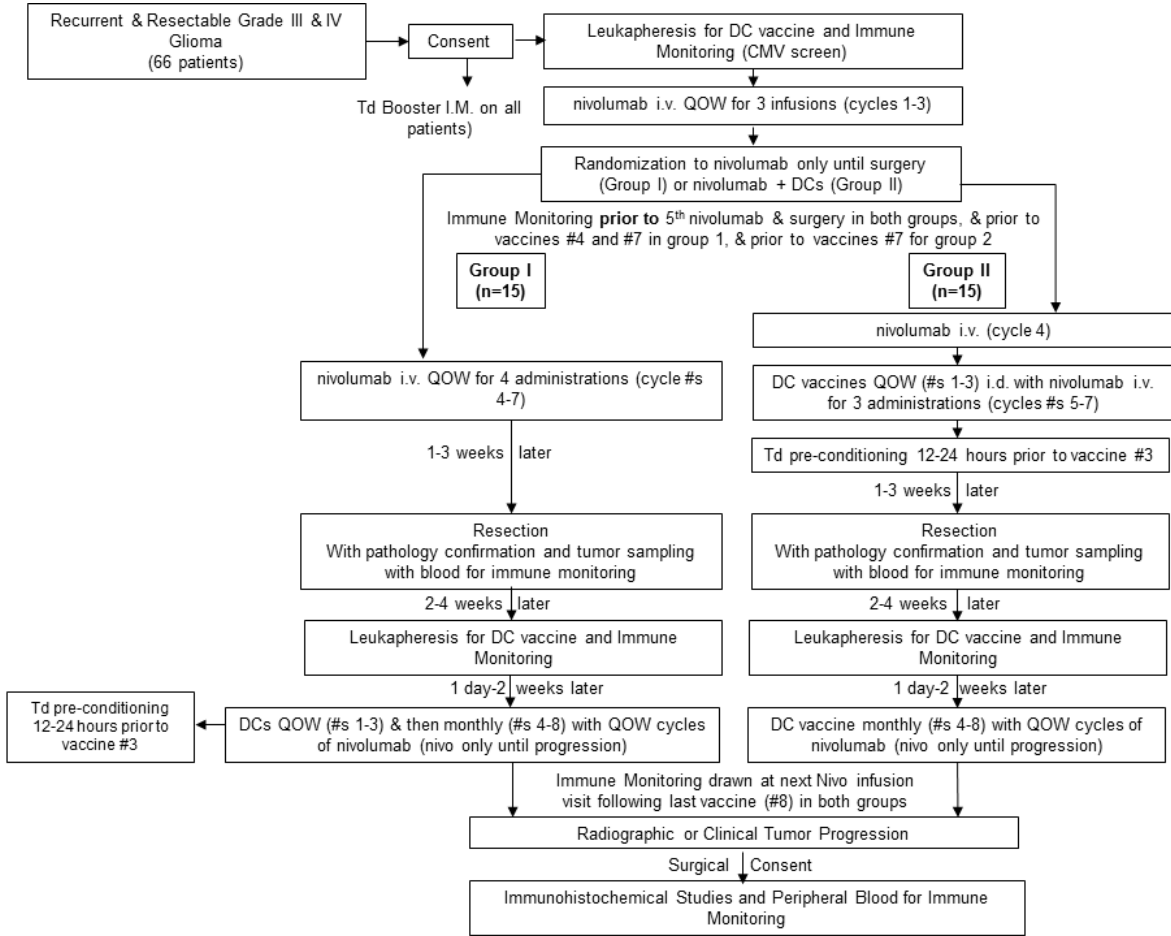 Recurrent & Resectable Grade III & IV
Glioma
(66 patients)
Consent
Leukapheresis for DC vaccine and Immune
Monitoring (CMV screen)
Td Booster I.M. on all
patients)
nivolumab i.v. QOW for 3 infusions (cycles 1-3)
Randomization to nivolumab only until surgery
(Group I) or nivolumab + DCs (Group II)
Immune Monitoring prior to 5th nivolumab & surgery in both groups, & prior to
vaccines #4 and #7 in group 1, & prior to vaccines #7 for group 2
Group I
(n=15)
Group II
(n=15)
nivolumab i.v. (cycle 4)
nivolumab i.v. QOW for 4 administrations (cycle #s
4-7)
DC vaccines QOW (#s 1-3) i.d. with nivolumab i.v.
for 3 administrations (cycles #s 5-7)
Td pre-conditioning 12-24 hours prior to vaccine #3
1-3 weeks later
1-3 weeks later
Resection
With pathology confirmation and tumor sampling
with blood for immune monitoring
Resection
With pathology confirmation and tumor sampling
with blood for immune monitoring
2-4 weeks later
2-4 weeks later
Leukapheresis for DC vaccine and Immune
Monitoring
Leukapheresis for DC vaccine and Immune
Monitoring
1 day-2 weeks later
1 day-2 weeks later
Td pre-conditioning
12-24 hours prior to
vaccine #3
DCs QOW (#s 1-3) & then monthly (#s 4-8) with QOW cycles
of nivolumab (nivo only until progression)
DC vaccine monthly (#s 4-8) with QOW cycles of
nivolumab (nivo only until progression)
Immune Monitoring drawn at next Nivo infusion
visit following last vaccine (#8) in both groups
Radiographic or Clinical Tumor Progression
Surgical Consent
Immunohistochemical Studies and Peripheral Blood for Immune
Monitoring